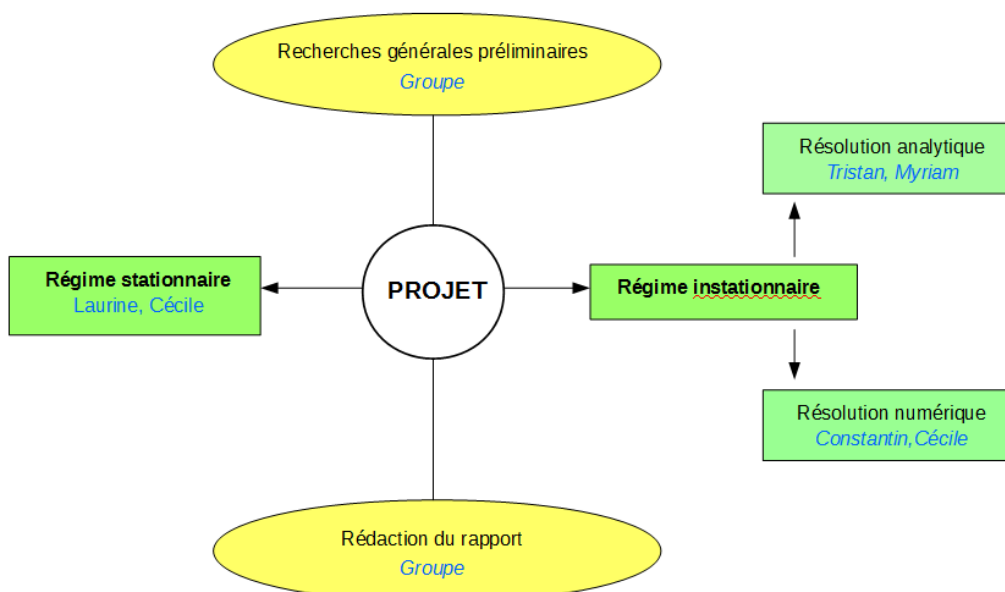 Recherches générales préliminaires
Groupe
Résolution analytique
Tristan, Myriam
Régime stationnaire
Laurine, Cécile
PROJET
Régime instationnaire
Résolution numérique
Constantin,Cécile
Rédaction du rapport
Groupe